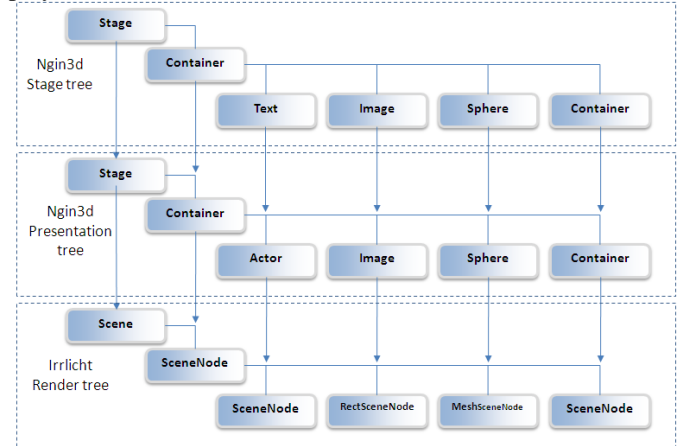 Stage
Ngin3d
Stage tree
Container
Text
Image
Sphere
Container
Stage
Ngin3d
Presentation
tree
Container
Actor
Image
Sphere
Container
Scene
Irrlicht
Render tree
SceneNode
SceneNode
RectSceneNode
MeshSceneNode
SceneNode